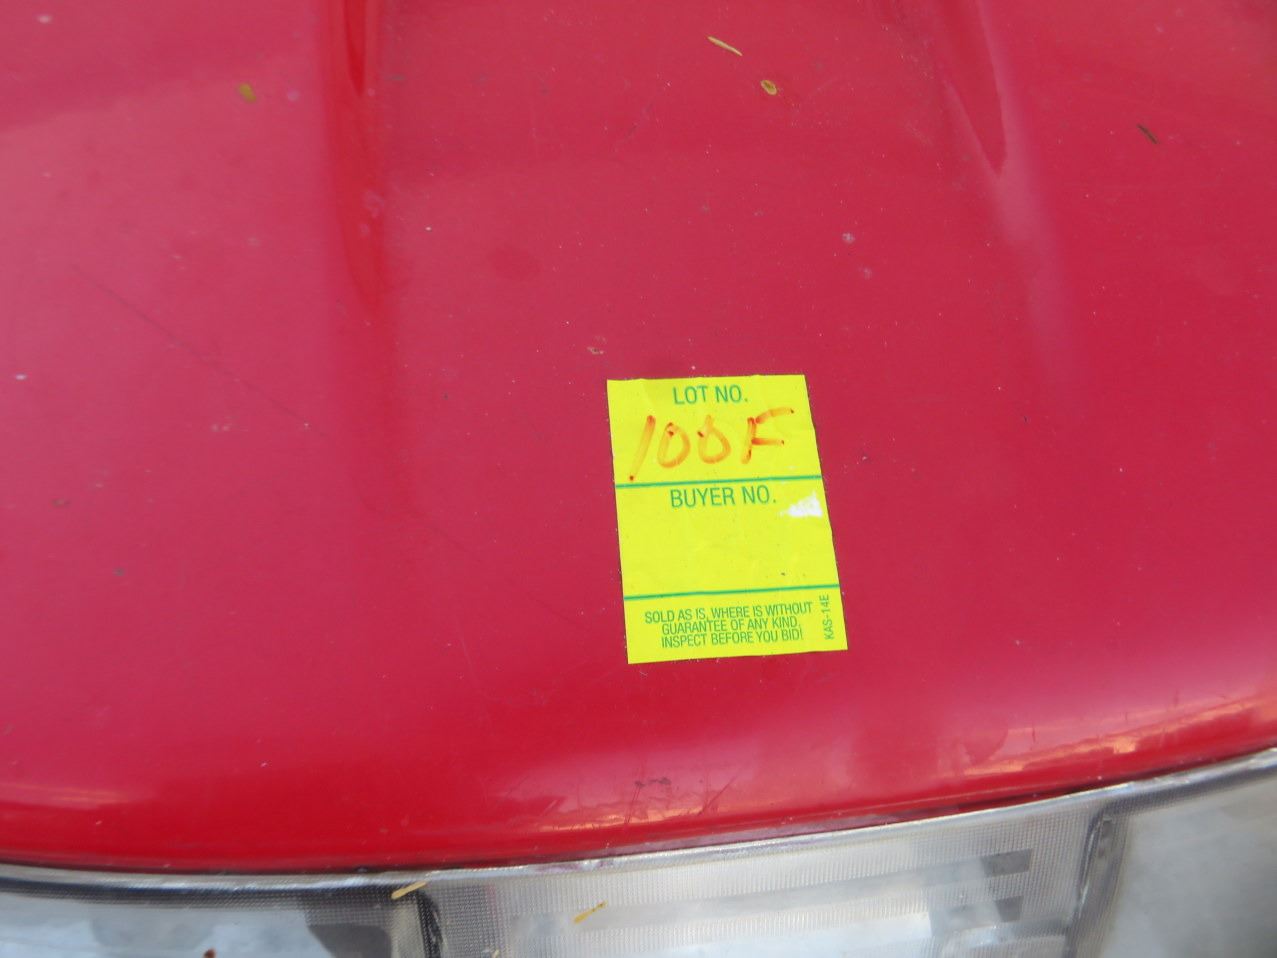 LOT NO.
100F
BUYER NO.
SOLD AS IS, WHERE IS WITHOUT
GUARANTEE OF ANY KIND,
INSPECT BEFORE YOU BID!
KAS-14E